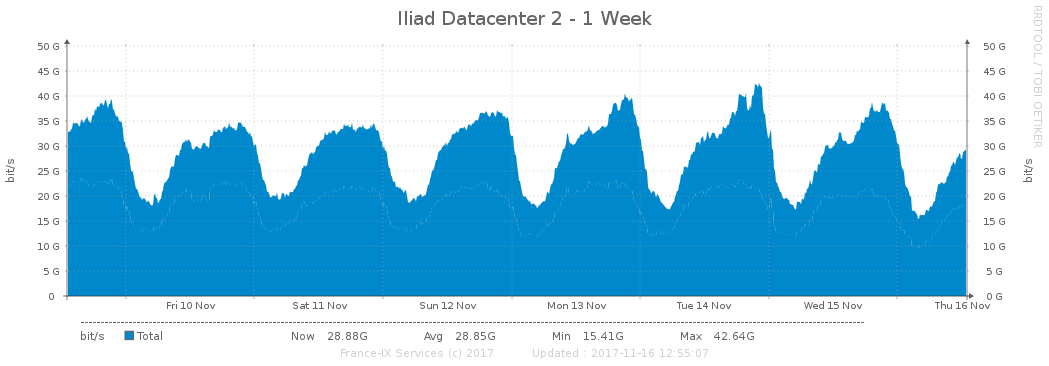 Iliad Datacenter 2 - 1 Week
RRDTOOL / TOBI OETIKER
50 G 50 G
45 G 45 G
40 G 40 G
35 G 35 G
30 G 30 G
25 G 25 G
20 G 20 G
15 G 15 G
10 G 10 G
5 G 5 G
0 0 G
bit/s
bit/s
Fri 10 Nov Sat 11 Nov Sun 12 Nov Mon 13 Nov Tue 14 Nov Wed 15 Nov Thu 16 Nov
bit/s Total Now 28.88G Avg 28.85G Min 15.41G Max 42.64G
France-IX Services (c) 2017 Updated : 2017-11-16 12:55:07